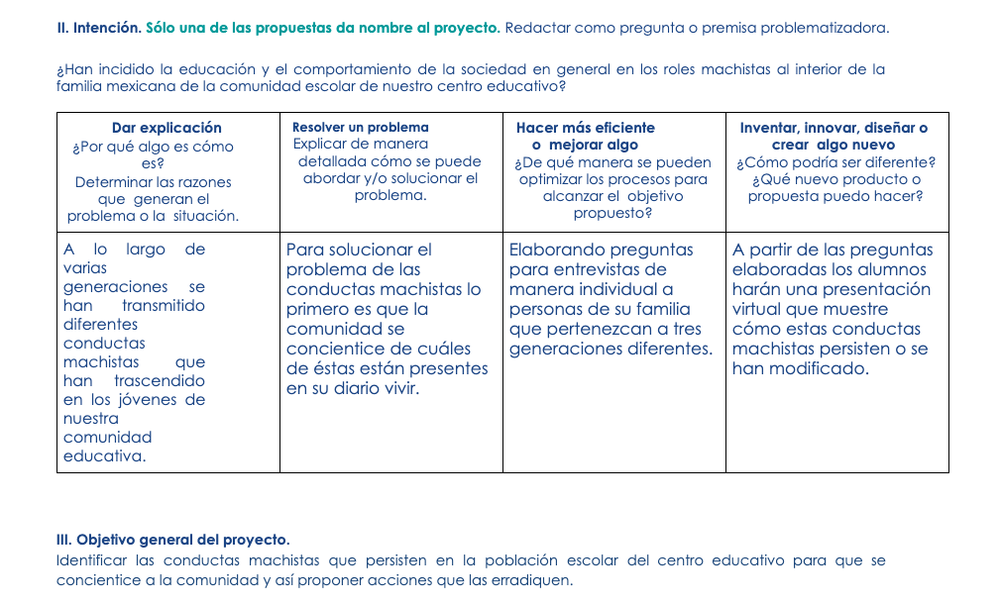 II. Intención. Sólo una de las propuestas da nombre al proyecto. Redactar como pregunta o premisa problematizadora.
¿Han incidido la educación y el comportamiento de la sociedad en general en los roles machistas al interior de la
familia mexicana de la comunidad escolar de nuestro centro educativo?
Dar explicación
¿Por qué algo es cómo
es?
Determinar las razones
que generan el
problema o la situación.
Resolver un problema
Explicar de manera
detallada cómo se puede
abordar y/o solucionar el
problema.
Hacer más eficiente
o mejorar algo
¿De qué manera se pueden
optimizar los procesos para
alcanzar el objetivo
propuesto?
Inventar, innovar, diseñar o
crear algo nuevo
¿Cómo podría ser diferente?
¿Qué nuevo producto o
propuesta puedo hacer?
A lo largo de
varias
generaciones se
han transmitido
diferentes
conductas
machistas que
han trascendido
en los jóvenes de
nuestra
comunidad
educativa.
Para solucionar el
problema de las
conductas machistas lo
primero es que la
comunidad se
concientice de cuáles
de éstas están presentes
en su diario vivir.
Elaborando preguntas
para entrevistas de
manera individual a
personas de su familia
que pertenezcan a tres
generaciones diferentes.
A partir de las preguntas
elaboradas los alumnos
harán una presentación
virtual que muestre
cómo estas conductas
machistas persisten o se
han modificado.
III. Objetivo general del proyecto.
Identificar las conductas machistas que persisten en la población escolar del centro educativo para que se
concientice a la comunidad y así proponer acciones que las erradiquen.